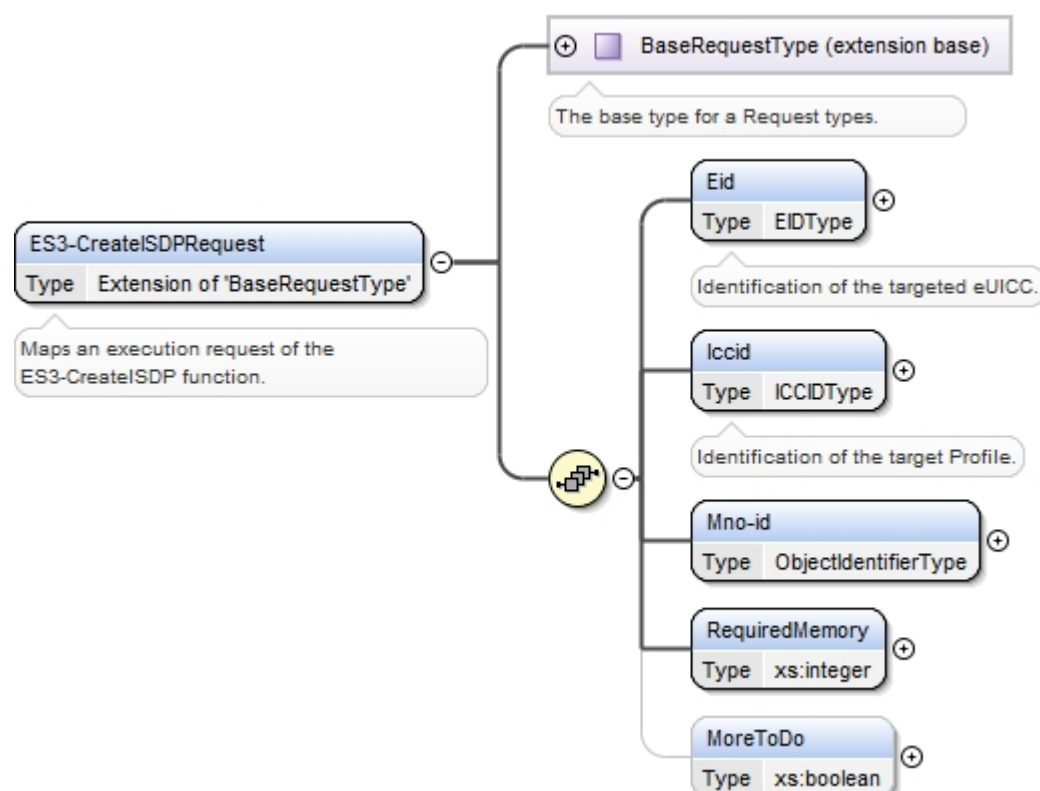 BaseRequestType (extension base)
The base type for a Request types.
ES3-CreateISDPRequest
Type Extension of 'BaseRequestType'
Maps an execution request of the
ES3-CreateISDP function.
Eid
Type EIDType
Identification of the targeted eUICC.
Iccid
Type ICCIDType
Identification of the target Profile.
Mno-id
Type ObjectIdentifierType
RequiredMemory
Type xs:integer
MoreToDo
Type xs:boolean